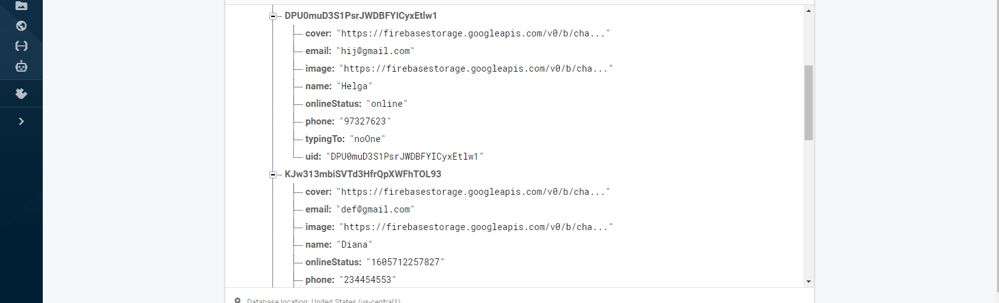 DPU0muD3S1PsrJWDBFYICyxEtlw1
cover: "https://firebasestorage.googleapis.com/v0/b/cha..."
email: "hij@gmail.com"
image: "https://firebasestorage.googleapis.com/v0/b/cha..."
name: "Helga"
onlineStatus: "online"
phone: "97327623"
typingTo: "noOne"
uid: "DPU0muD3S1PsrJWDBFYICyxEtlw1"
KJw313mbiSVTd3HfrQpXWFhTOL93
cover: "https://firebasestorage.googleapis.com/v0/b/cha..."
email: "def@gmail.com"
image: "https://firebasestorage.googleapis.com/v0/b/cha..."
name: "Diana"
onlineStatus: "1605712257827"
phone: "234454553"
Database location: United States (us-central1)